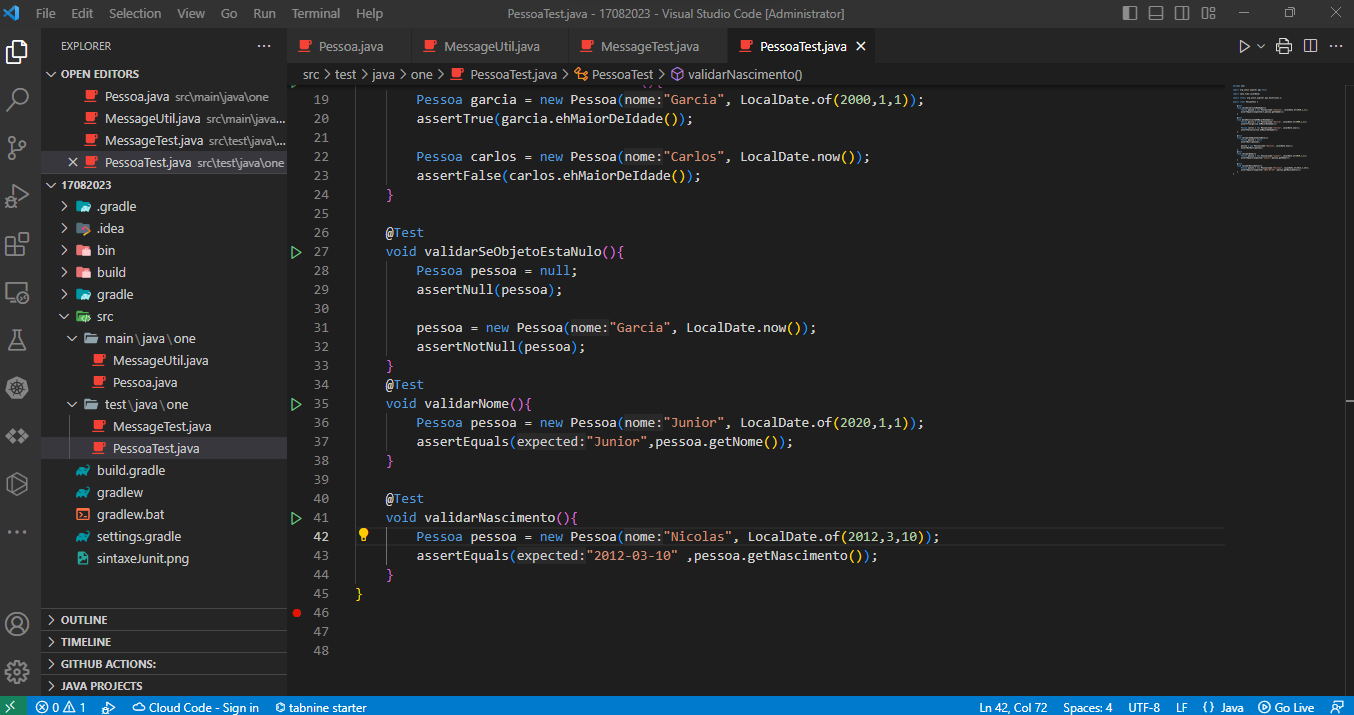 File Edit Selection View Go Run Terminal Help PessoaTest.java - 17082023 - Visual Studio Code [Administrator]
EXPLORER
OPEN EDITORS
Pessoa.java src\main\java\one
MessageUtil.java src\main\java...
MessageTest.java src\test\java\...
PessoaTest.java src\test\java\one
17082023
.gradle
.idea
bin
build
gradle
src
main\java\one
MessageUtil.java
Pessoa.java
test\java\one
MessageTest.java
PessoaTest.java
build.gradle
gradlew
gradlew.bat
settings.gradle
sintaxeJunit.png
OUTLINE
TIMELINE
GITHUB ACTIONS:
JAVA PROJECTS
Pessoa.java MessageUtil.java MessageTest.java PessoaTest.java
src > test > java > one > PessoaTest.java > PessoaTest > validarNascimento()
19 Pessoa garcia = new Pessoa(nome:"Garcia", LocalDate.of(2000,1,1));
20 assertTrue(garcia.ehMaiorDeIdade());
21
22 Pessoa carlos = new Pessoa(nome:"Carlos", LocalDate.now());
23 assertFalse(carlos.ehMaiorDeIdade());
24 }
25
26 @Test
27 void validarSeObjetoEstaNulo(){
28 Pessoa pessoa = null;
29 assertNull(pessoa);
30
31 pessoa = new Pessoa(nome:"Garcia", LocalDate.now());
32 assertNotNull(pessoa);
33 }
34 @Test
35 void validarNome(){
36 Pessoa pessoa = new Pessoa(nome:"Junior", LocalDate.of(2020,1,1));
37 assertEquals(expected:"Junior",pessoa.getNome());
38 }
39
40 @Test
41 void validarNascimento(){
42 Pessoa pessoa = new Pessoa(nome:"Nicolas", LocalDate.of(2012,3,10));
43 assertEquals(expected:"2012-03-10" ,pessoa.getNascimento());
44 }
45 }
46
47
48
0 1 Cloud Code - Sign in tabnine starter Ln 42, Col 72 Spaces: 4 UTF-8 LF {} Java Go Live